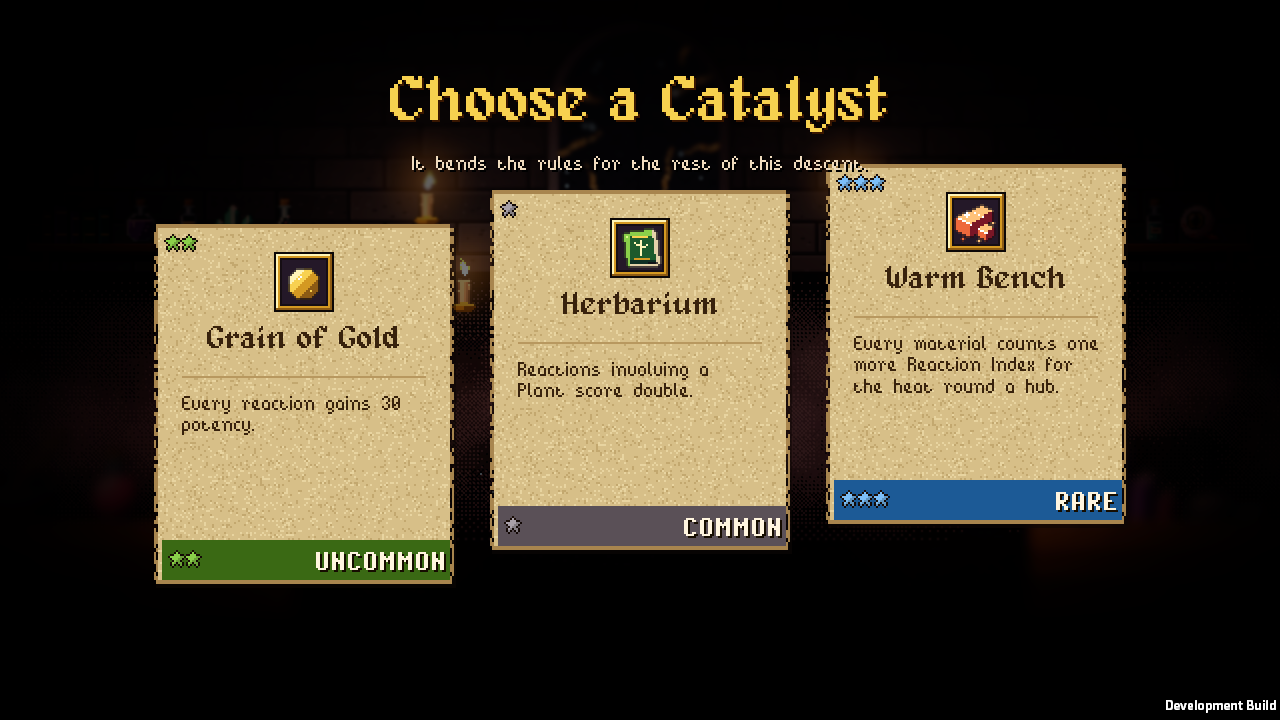 Choose a Catalyst
It bends the rules for the rest of this descent.
Grain of Gold
Every reaction gains 30
potency.
UNCOMMON
Herbarium
Reactions involving a
Plant score double.
COMMON
Warm Bench
Every material counts one
more Reaction Index for
the heat round a hub.
RARE
Development Build